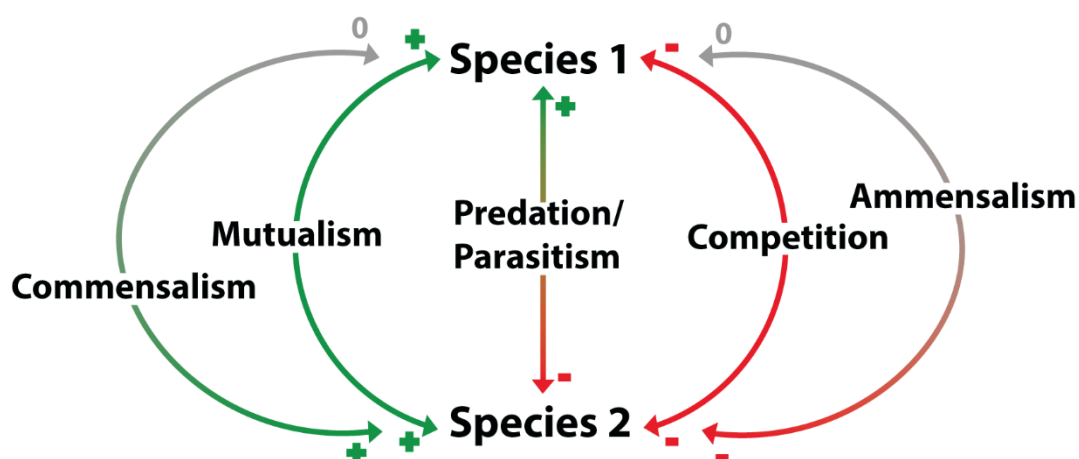 0
+
Species 1
-
0
+
Ammensalism
Predation/
Parasitism
Mutualism
Competition
Commensalism
-
Species 2
+
+
-
-